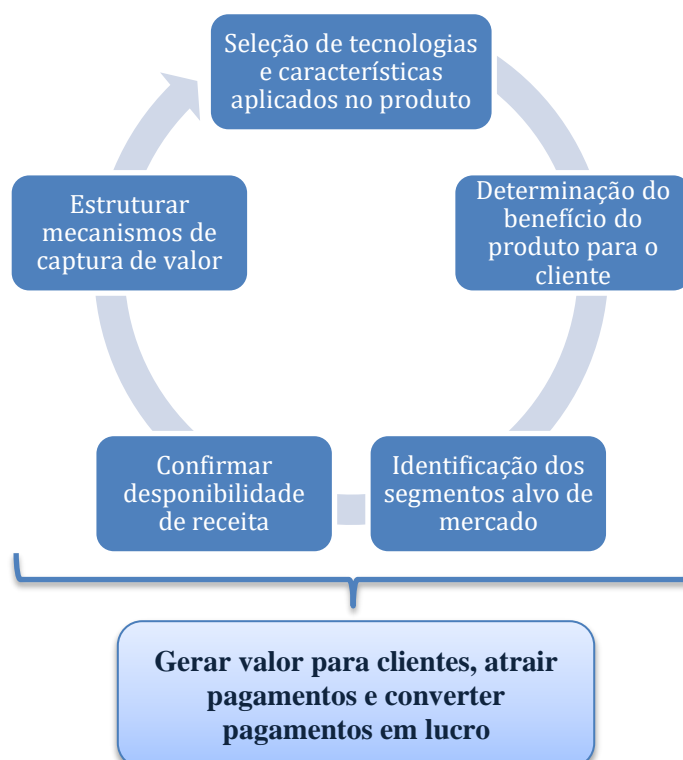 Seleção de tecnologias
e características
aplicados no produto
Determinação do
benefício do
produto para o
cliente
Identificação dos
segmentos alvo de
mercado
Confirmar
desponibilidade
de receita
Estruturar
mecanismos de
captura de valor
Gerar valor para clientes, atrair
pagamentos e converter
pagamentos em lucro